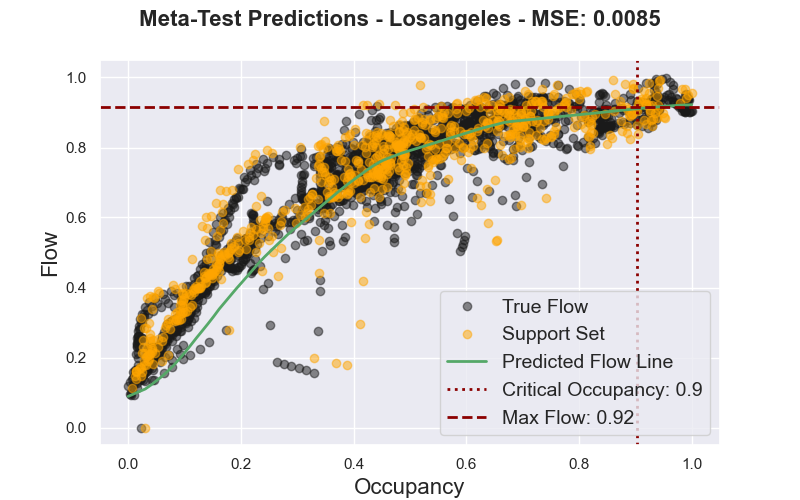 Meta-Test Predictions - Losangeles - MSE: 0.0085
1.0
0.8
0.6
0.4
0.2
0.0
Flow
True Flow
Support Set
Predicted Flow Line
Critical Occupancy: 0.9
Max Flow: 0.92
0.0 0.2 0.4 0.6 0.8 1.0
Occupancy